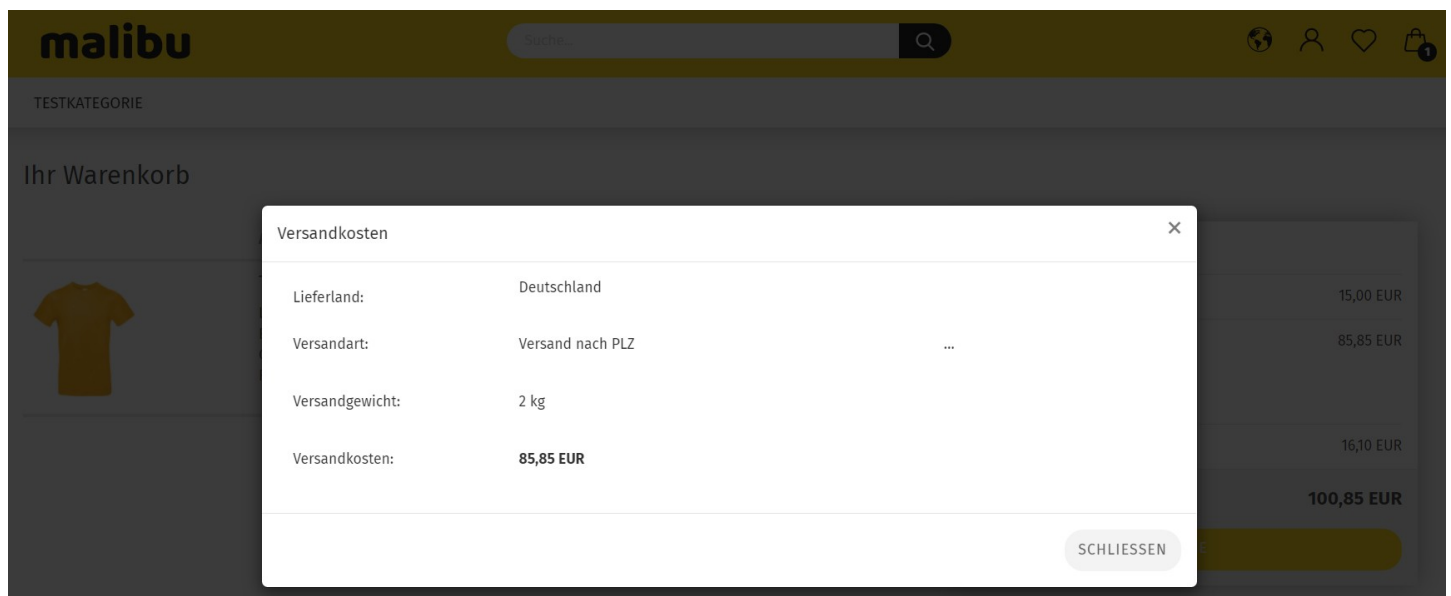 malibu
Suche...
1
TESTKATEGORIE
Ihr Warenkorb
Versandkosten
×
Lieferland:
Deutschland
Versandart:
Versand nach PLZ
...
Versandgewicht:
2 kg
Versandkosten:
85,85 EUR
SCHLIESSEN
15,00 EUR
85,85 EUR
16,10 EUR
100,85 EUR